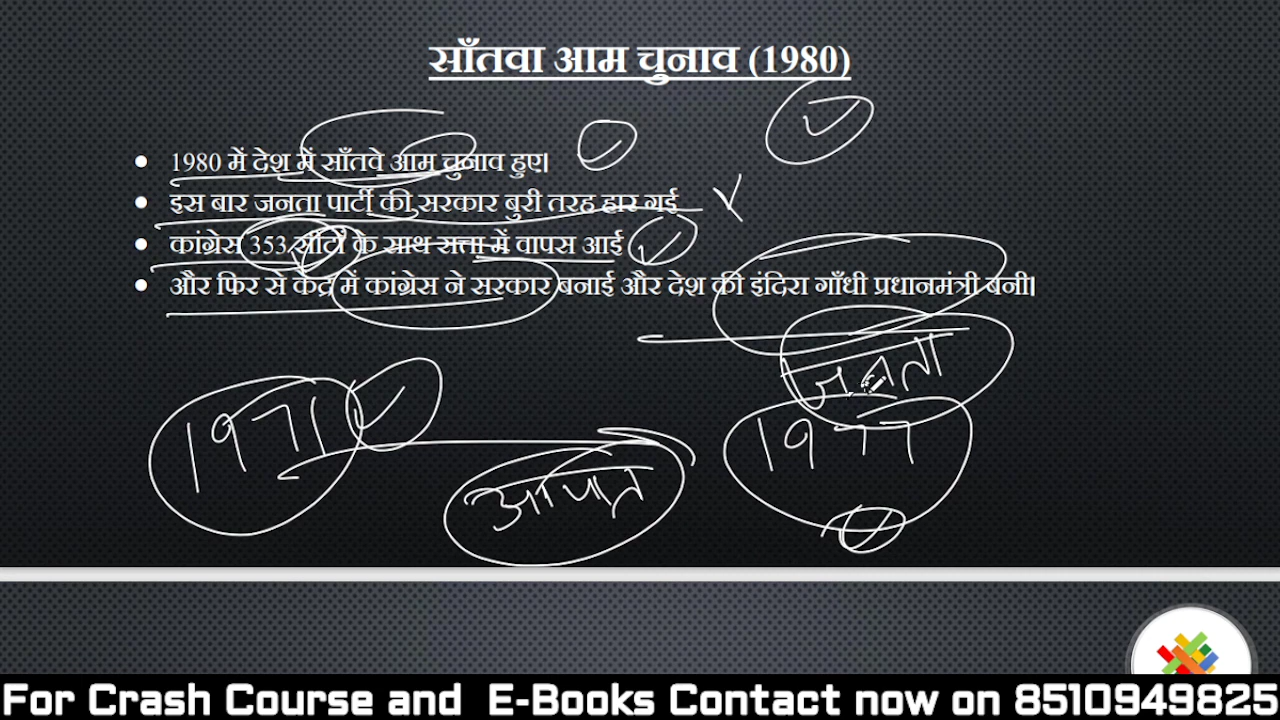 साँतवा आम चुनाव (1980)
• 1980 में देश में साँतवे आम चुनाव हुए।
• इस बार जनता पार्टी की सरकार बुरी तरह हार गई
• कांग्रेस 353 सीटों के साथ सत्ता में वापस आई
• और फिर से केंद्र में कांग्रेस ने सरकार बनाई और देश की इंदिरा गाँधी प्रधानमंत्री बनी।
जनता
1971
1977
आपात
For Crash Course and E-Books Contact now on 8510949825